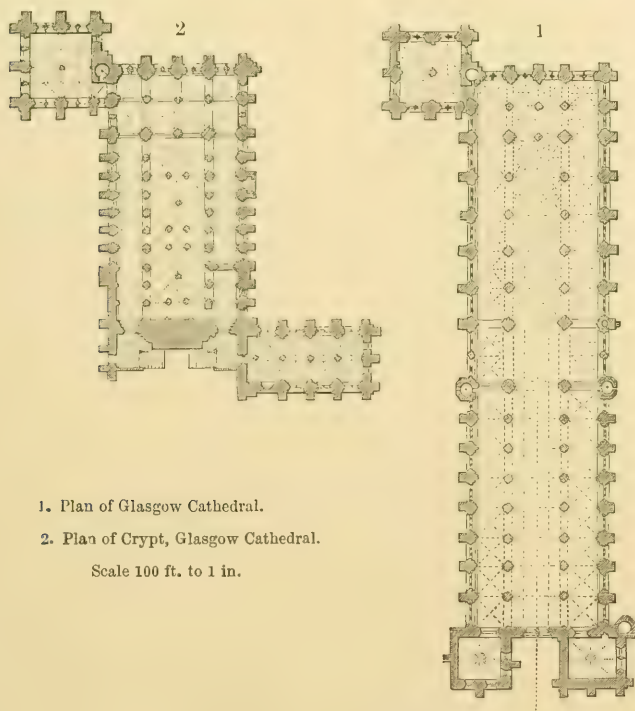 2
1
1. Plan of Glasgow Cathedral.
2. Plan of Crypt, Glasgow Cathedral.
Scale 100 ft. to 1 in.